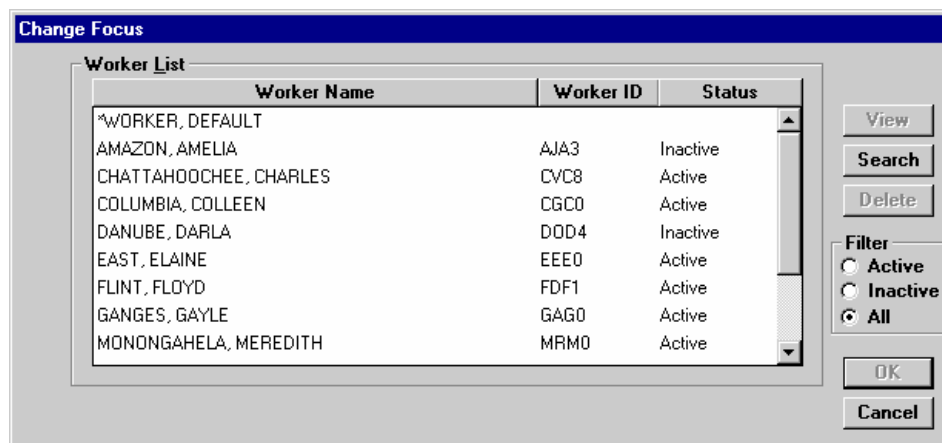 Change Focus
Worker List
Worker Name Worker ID Status
*WORKER, DEFAULT
AMAZON, AMELIA AJA3 Inactive
CHATTAHOOCHEE, CHARLES CVC8 Active
COLUMBIA, COLLEEN CGC0 Active
DANUBE, DARLA DOD4 Inactive
EAST, ELAINE EEE0 Active
FLINT, FLOYD FDF1 Active
GANGES, GAYLE GAG0 Active
MONONGAHELA, MEREDITH MRM0 Active
View
Search
Delete
Filter
Active
Inactive
All
OK
Cancel